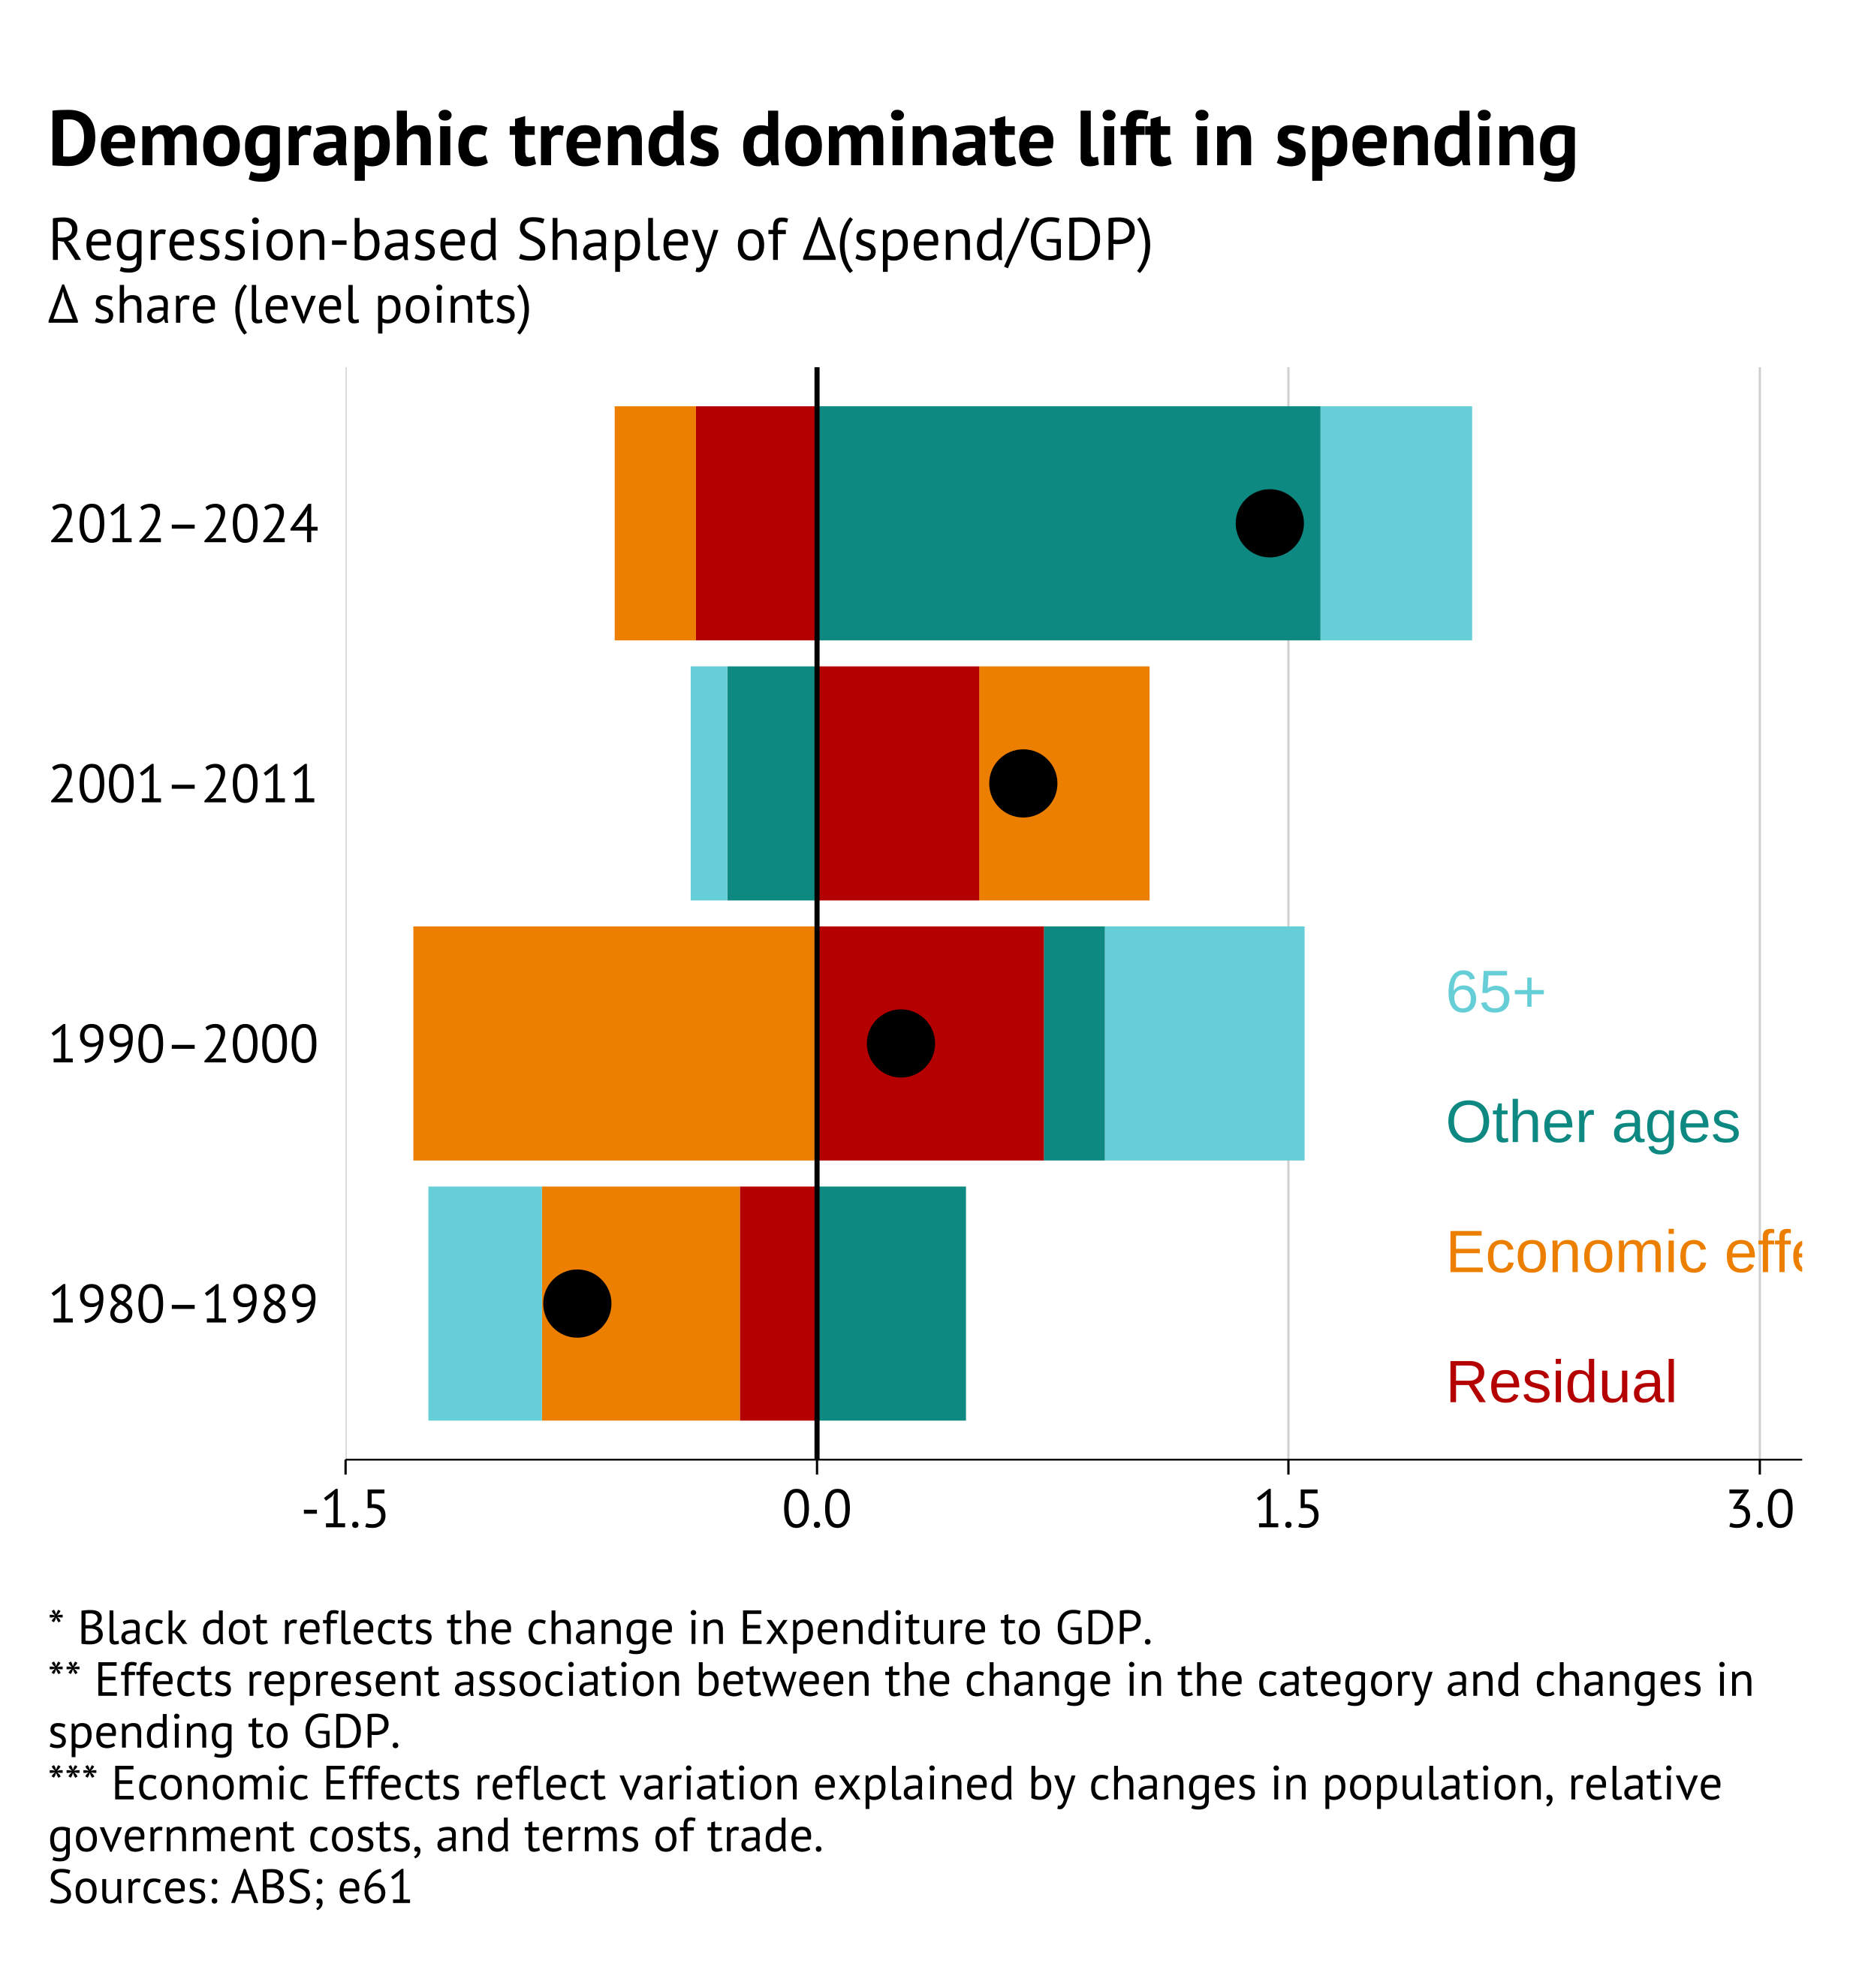 Demographic trends dominate lift in spending
Regression-based Shapley of Δ(spend/GDP)
Δ share (level points)
2012–2024
2001–2011
1990–2000
65+
Other ages
Economic
1980–1989
Residual
-1.5 0.0 1.5 3.0
* Black dot reflects the change in Expenditure to GDP.
** Effects represent association between the change in the category and changes in
spending to GDP.
*** Economic Effects reflect variation explained by changes in population, relative
government costs, and terms of trade.
Sources: ABS; e61